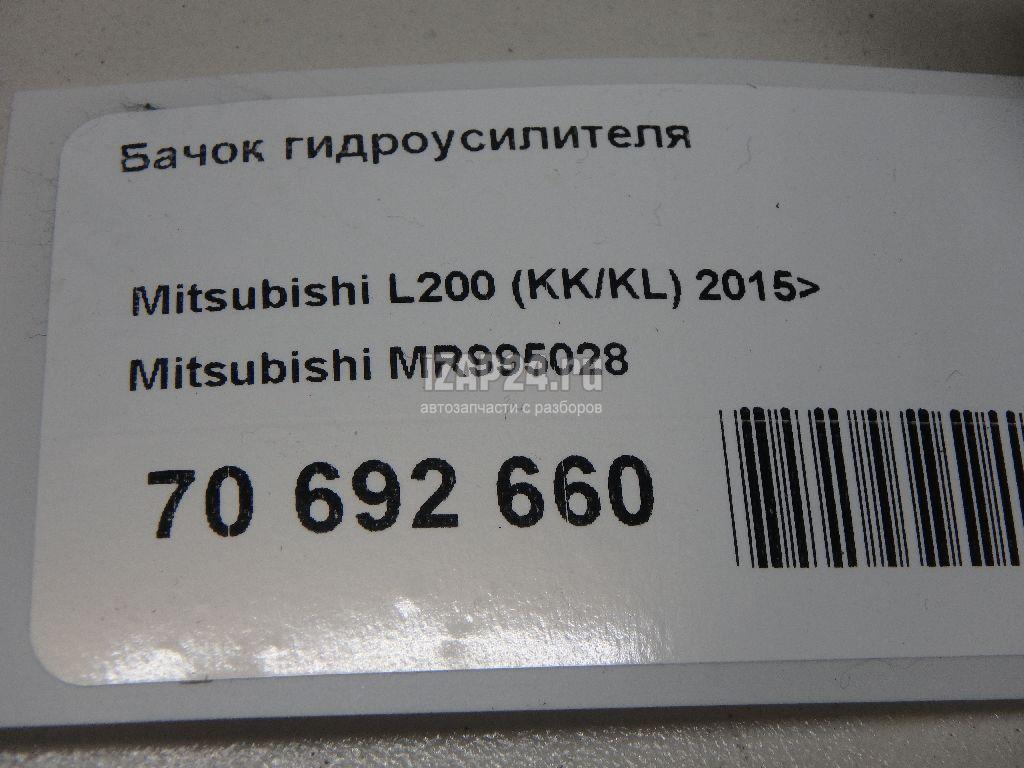 Бачок гидроусилителя
Mitsubishi L200 (KK/KL) 2015>
Mitsubishi MR995028
iZAP24.ru
автозапчасти с разборов
70 692 660